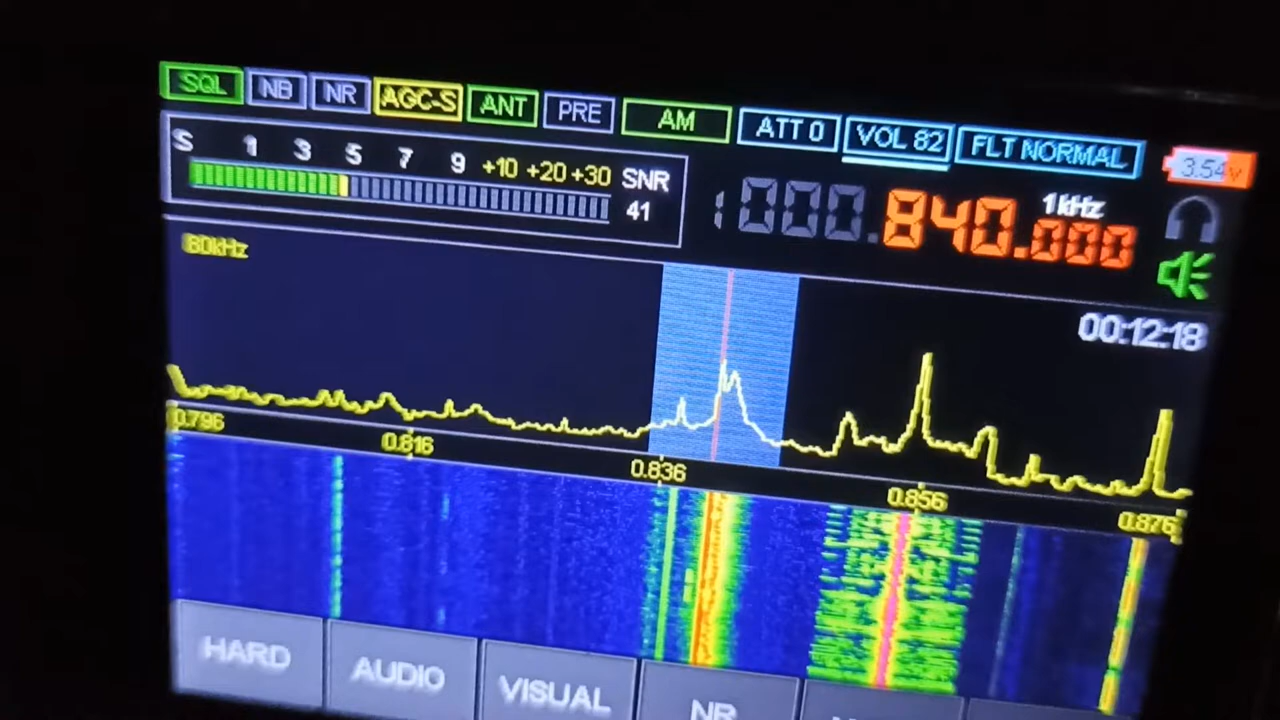 SQL NB NR AGC-S ANT PRE AM ATT 0 VOL 82 FLT NORMAL 3.54V
S 1 3 5 7 9 +10 +20 +30 SNR
41
1000.840.000 1kHz
80kHz
00:12:18
0.796 0.816 0.836 0.856 0.876
HARD AUDIO VISUAL NR